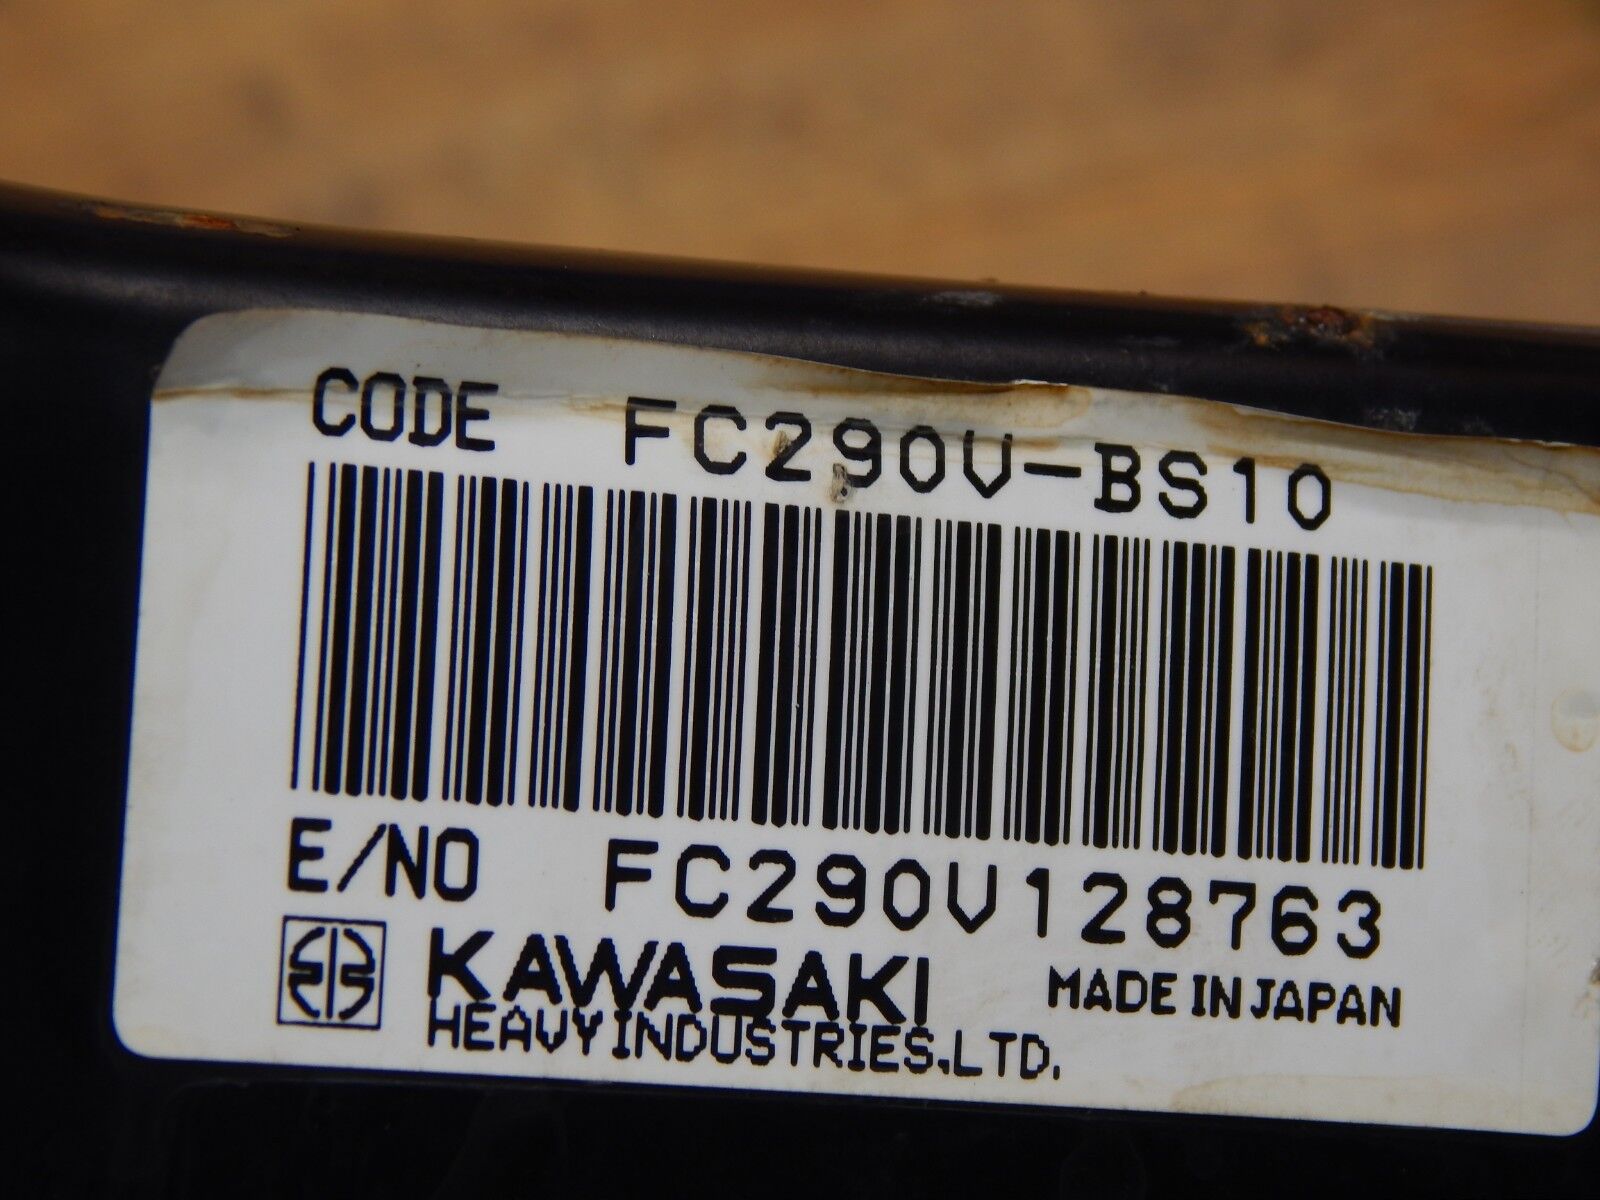 CODE FC290V-BS10
E/NO FC290V128763
KAWASAKI MADE IN JAPAN
HEAVY INDUSTRIES,LTD.